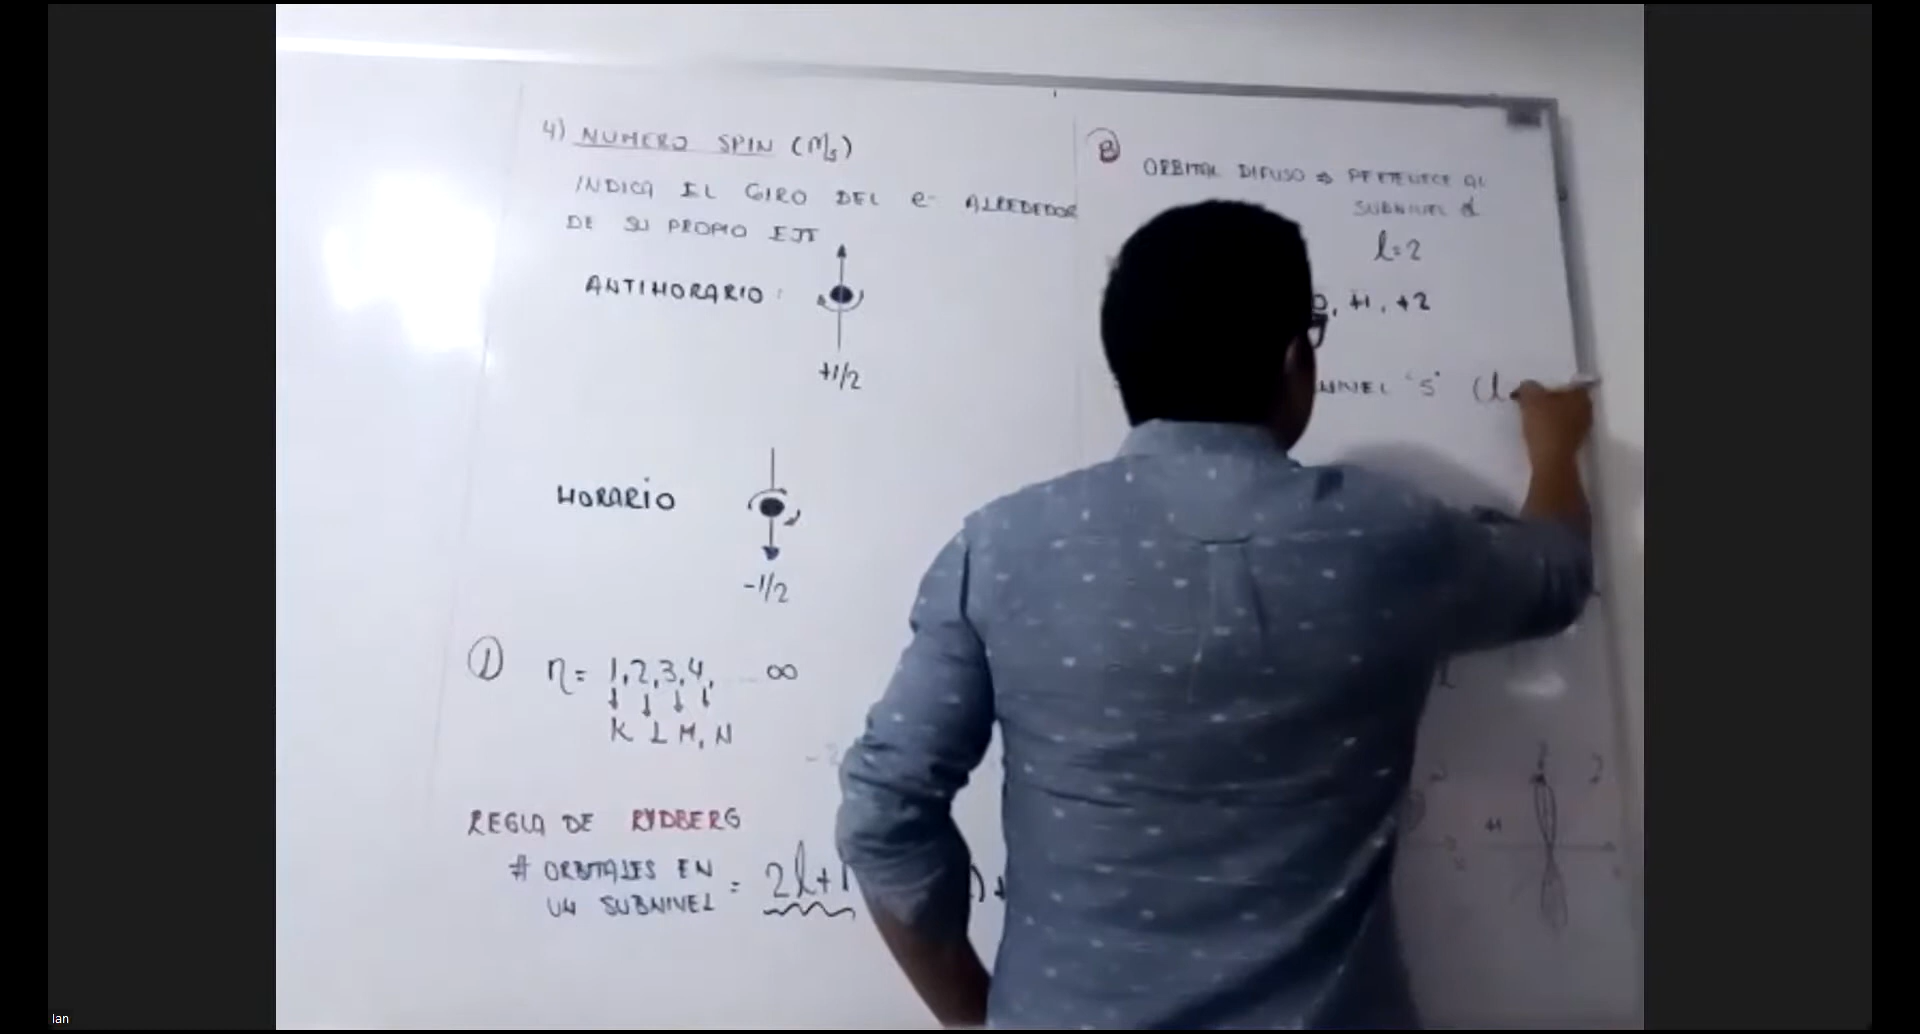 4) NUMERO SPIN (ms)
INDICA EL GIRO DEL e- ALREDEDOR
DE SU PROPIO EJE
ANTIHORARIO:
+1/2
HORARIO
-1/2
1) n = 1,2,3,4, ... ∞
K L M, N
REGLA DE RYDBERG
# ORBITALES EN
UN SUBNIVEL = 2l+1
B
ORBITAL DIFUSO ⇒ PERTENECE AL
SUBNIVEL d
l=2
0, +1, +2
"S" (l
lan